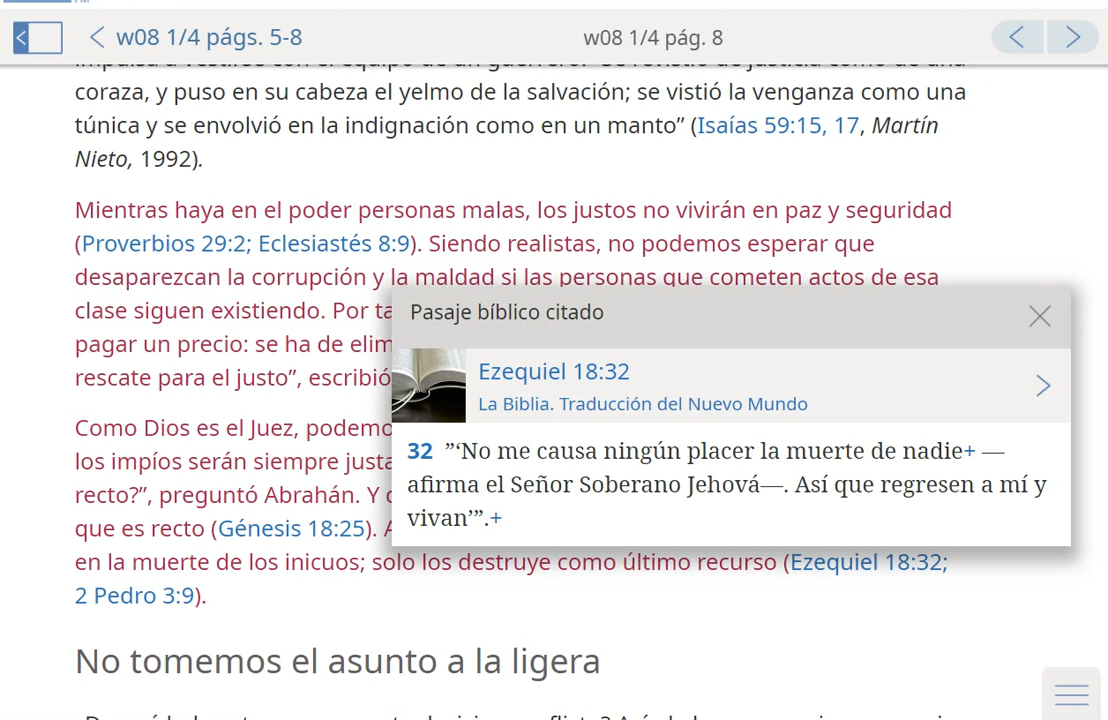 w08 1/4 págs. 5-8
w08 1/4 pág. 8
coraza, y puso en su cabeza el yelmo de la salvación; se vistió la venganza como una
túnica y se envolvió en la indignación como en un manto” (Isaías 59:15, 17, Martín
Nieto, 1992).
Mientras haya en el poder personas malas, los justos no vivirán en paz y seguridad
(Proverbios 29:2; Eclesiastés 8:9). Siendo realistas, no podemos esperar que
desaparezcan la corrupción y la maldad si las personas que cometen actos de esa
clase siguen existiendo. Por ta
pagar un precio: se ha de elim
rescate para el justo”, escribió
Como Dios es el Juez, podemo
los impíos serán siempre justa
recto?”, preguntó Abrahán. Y
que es recto (Génesis 18:25). A
en la muerte de los inicuos; solo los destruye como último recurso (Ezequiel 18:32;
2 Pedro 3:9).
Pasaje bíblico citado
Ezequiel 18:32
La Biblia. Traducción del Nuevo Mundo
32 ”‘No me causa ningún placer la muerte de nadie+ —
afirma el Señor Soberano Jehová—. Así que regresen a mí y
vivan’”.+
No tomemos el asunto a la ligera